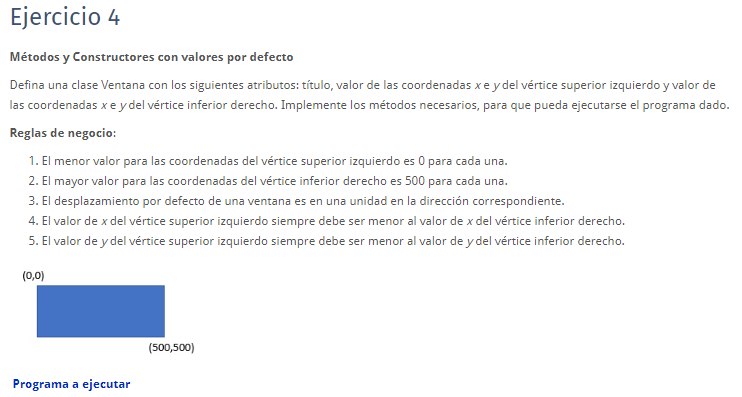 Ejercicio 4
Métodos y Constructores con valores por defecto
Defina una clase Ventana con los siguientes atributos: título, valor de las coordenadas x e y del vértice superior izquierdo y valor de
las coordenadas x e y del vértice inferior derecho. Implemente los métodos necesarios, para que pueda ejecutarse el programa dado.
Reglas de negocio:
1. El menor valor para las coordenadas del vértice superior izquierdo es 0 para cada una.
2. El mayor valor para las coordenadas del vértice inferior derecho es 500 para cada una.
3. El desplazamiento por defecto de una ventana es en una unidad en la dirección correspondiente.
4. El valor de x del vértice superior izquierdo siempre debe ser menor al valor de x del vértice inferior derecho.
5. El valor de y del vértice superior izquierdo siempre debe ser menor al valor de y del vértice inferior derecho.
(0,0)
(500,500)
Programa a ejecutar